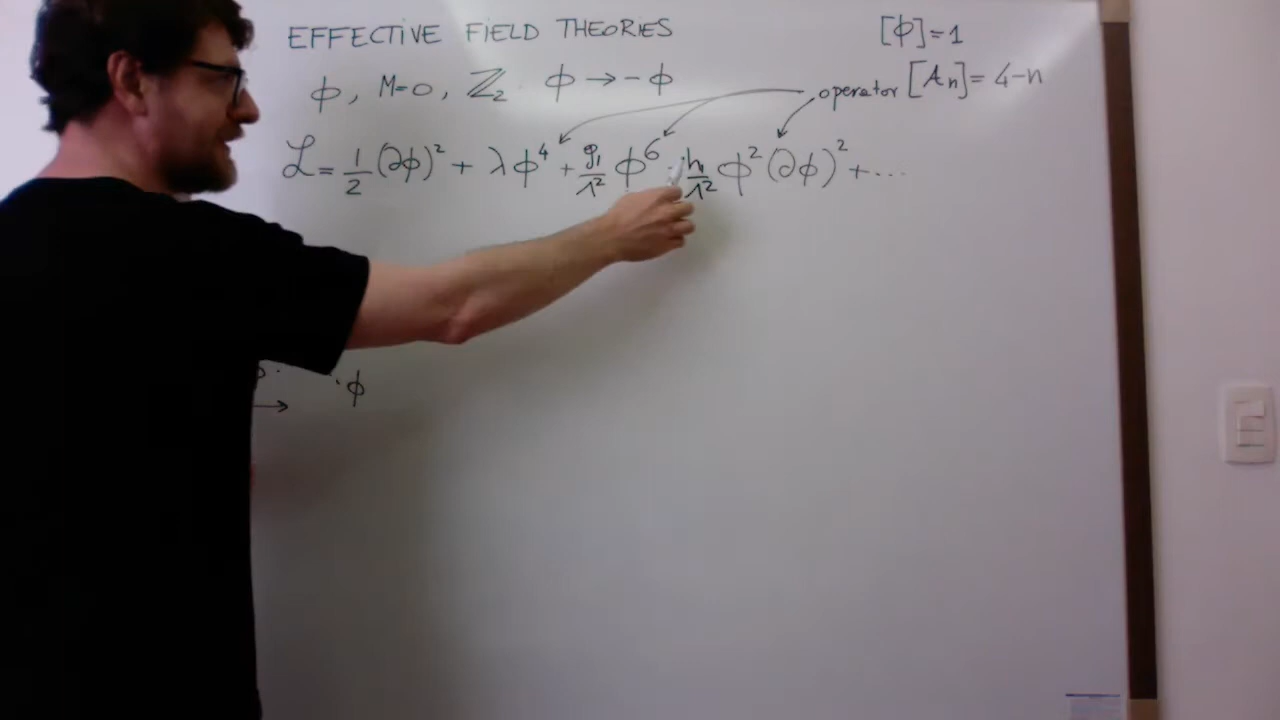 EFFECTIVE FIELD THEORIES [ϕ]=1
ϕ, M=0, ℤ₂ ϕ → -ϕ operator [𝒜ₙ]= 4-n
ℒ = 1/2 (∂ϕ)² + λϕ⁴ + g₁/Λ² ϕ⁶ h₁/Λ² ϕ²(∂ϕ)² + ...
ϕ
→